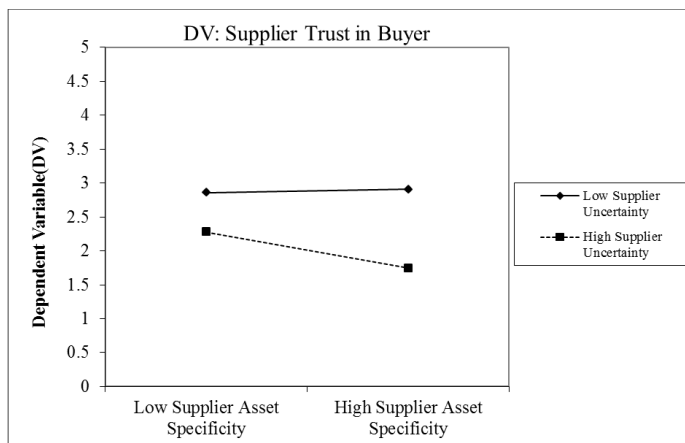 DV: Supplier Trust in Buyer
Dependent Variable(DV)
5
4.5
4
3.5
3
2.5
2
1.5
1
0.5
0
Low Supplier Asset
Specificity
High Supplier Asset
Specificity
Low Supplier
Uncertainty
High Supplier
Uncertainty